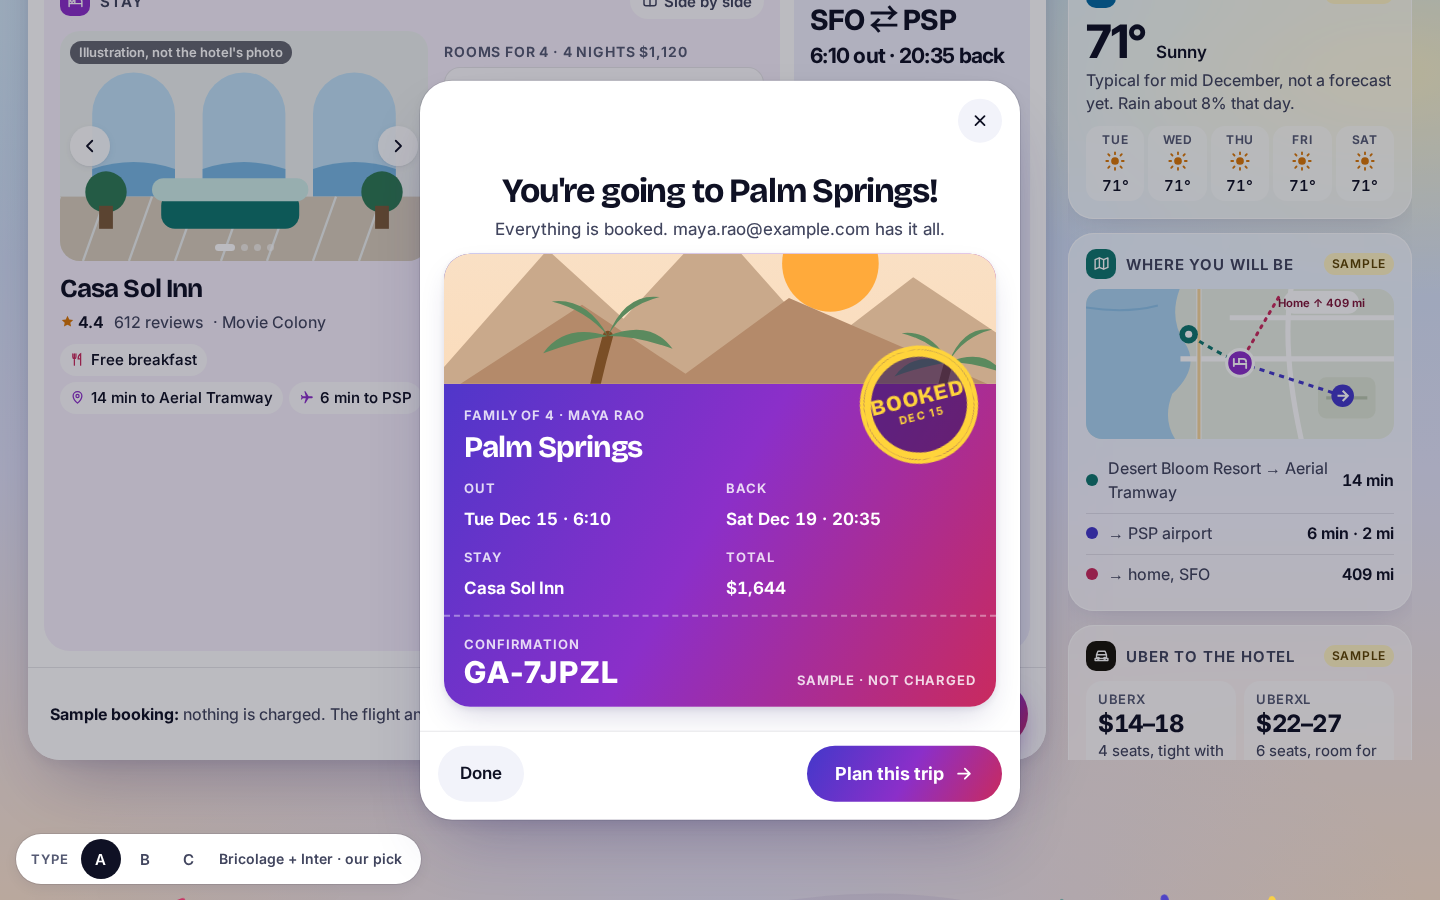 STAY
Side by side
Illustration, not the hotel's photo
ROOMS FOR 4 · 4 NIGHTS $1,120
Casa Sol Inn
4.4 612 reviews · Movie Colony
Free breakfast
14 min to Aerial Tramway
6 min to PSP
Sample booking: nothing is charged. The flight an
SFO ⇄ PSP
6:10 out · 20:35 back
You're going to Palm Springs!
Everything is booked. maya.rao@example.com has it all.
BOOKED
DEC 15
FAMILY OF 4 · MAYA RAO
Palm Springs
OUT
BACK
Tue Dec 15 · 6:10
Sat Dec 19 · 20:35
STAY
TOTAL
Casa Sol Inn
$1,644
CONFIRMATION
GA-7JPZL
SAMPLE · NOT CHARGED
Done
Plan this trip →
71° Sunny
Typical for mid December, not a forecast
yet. Rain about 8% that day.
TUE WED THU FRI SAT
71° 71° 71° 71° 71°
WHERE YOU WILL BE
SAMPLE
Home ↑ 409 mi
Desert Bloom Resort → Aerial
Tramway
14 min
→ PSP airport
6 min · 2 mi
→ home, SFO
409 mi
UBER TO THE HOTEL
SAMPLE
UBERX
$14–18
4 seats, tight with
UBERXL
$22–27
6 seats, room for
TYPE A B C Bricolage + Inter · our pick